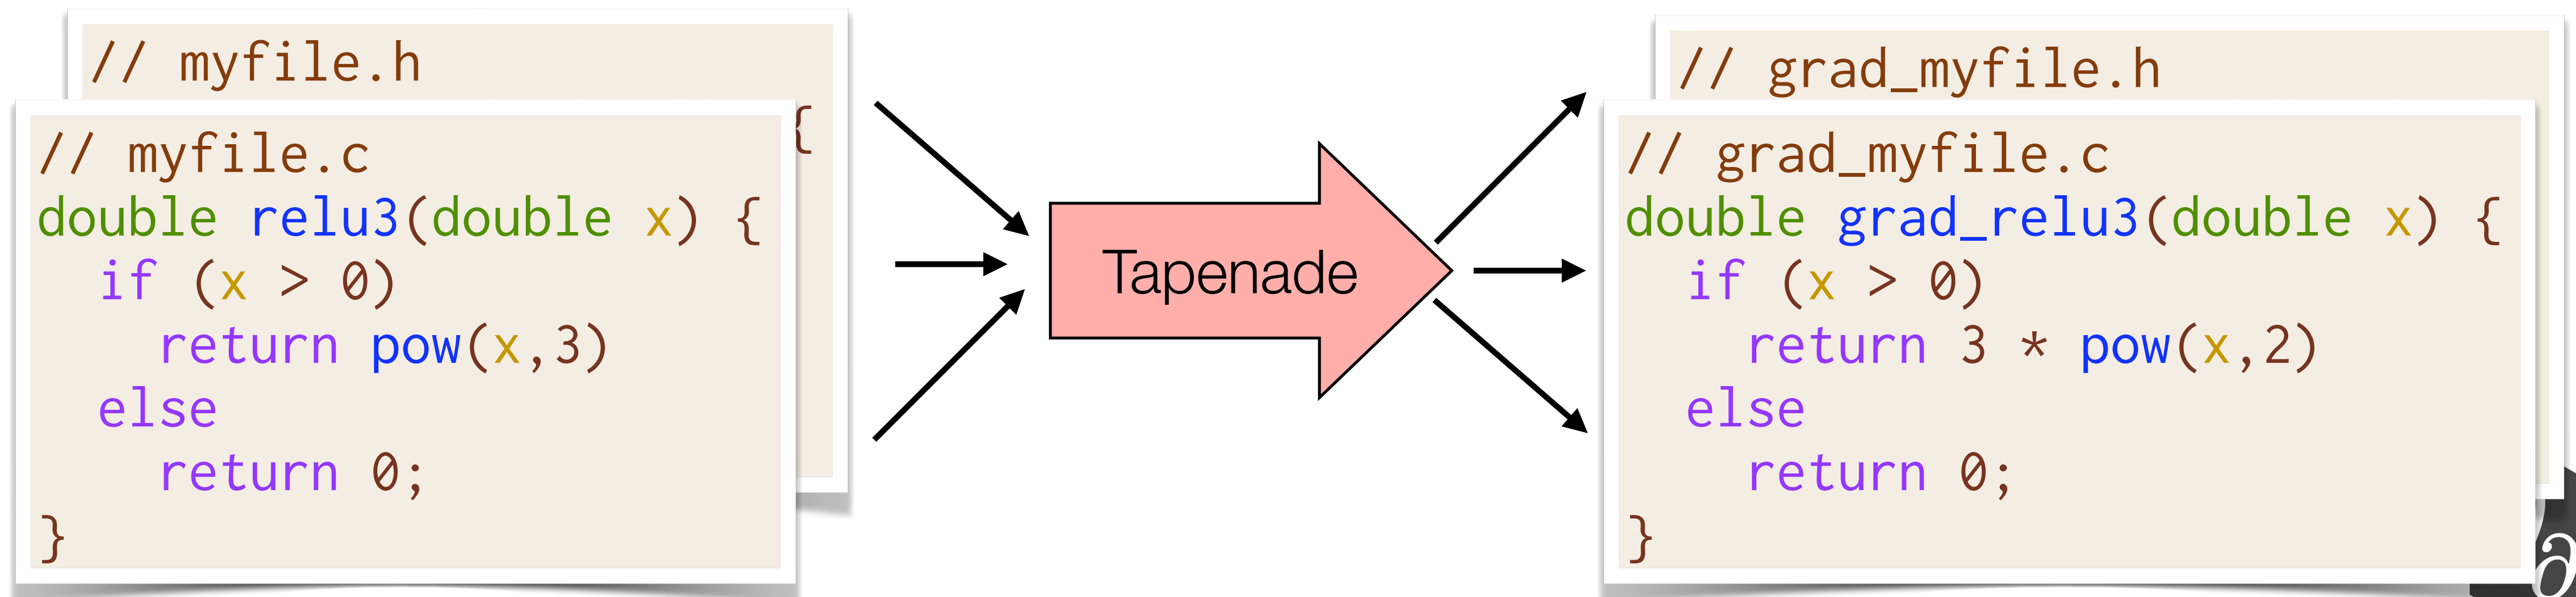 // myfile.h
{
// myfile.c
double relu3(double x) {
  if (x > 0)
    return pow(x,3)
  else
    return 0;
}
Tapenade
// grad_myfile.h
// grad_myfile.c
double grad_relu3(double x) {
  if (x > 0)
    return 3 * pow(x,2)
  else
    return 0;
}
∂